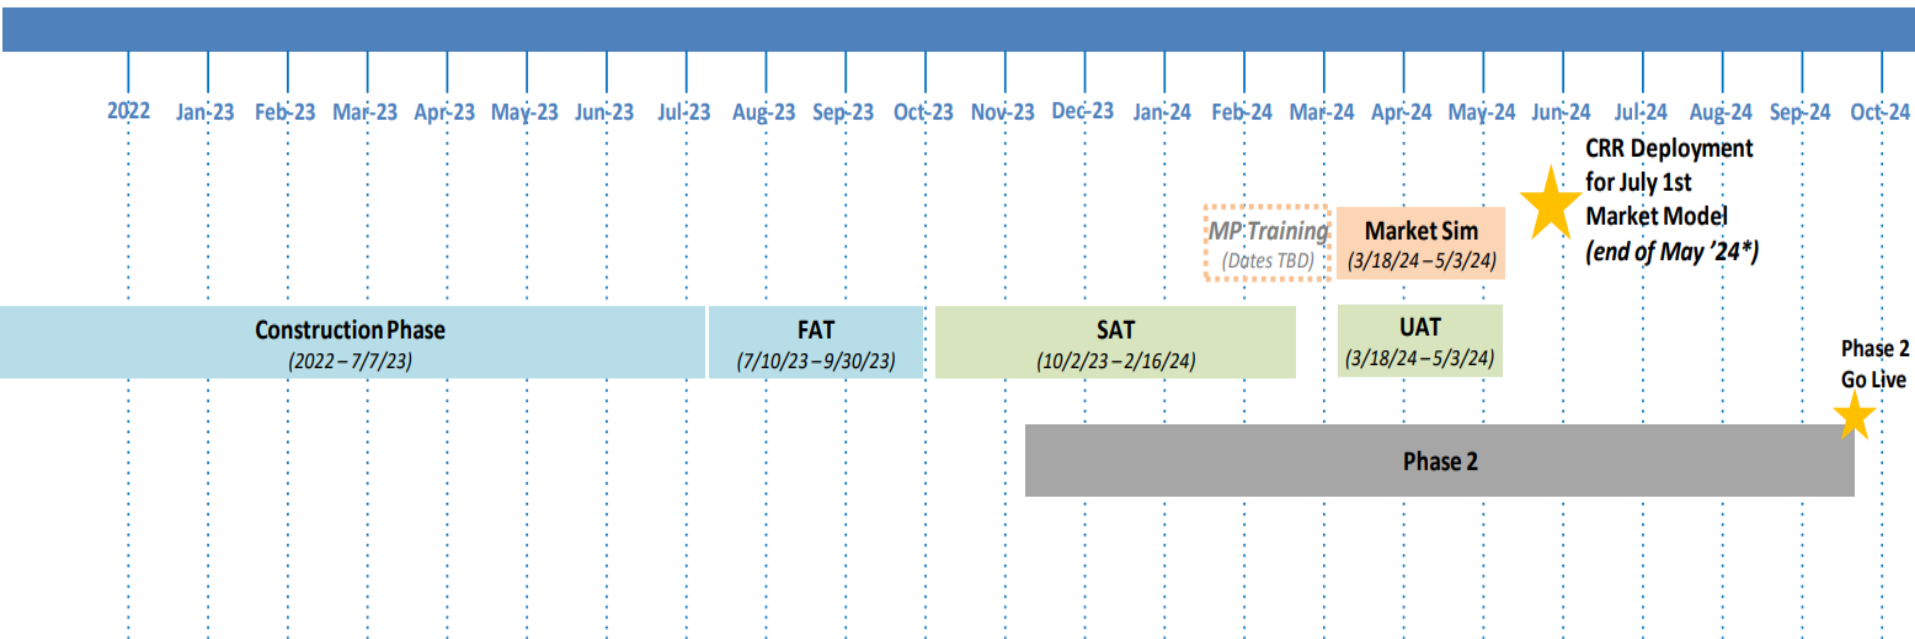 2022 Jan-23 Feb-23 Mar-23 Apr-23 May-23 Jun-23 Jul-23 Aug-23 Sep-23 Oct-23 Nov-23 Dec-23 Jan-24 Feb-24 Mar-24 Apr-24 May-24 Jun-24 Jul-24 Aug-24 Sep-24 Oct-24
CRR Deployment
for July 1st
Market Model
(end of May ’24*)
MP Training
(Dates TBD)
Market Sim
(3/18/24 – 5/3/24)
Construction Phase
(2022 – 7/7/23)
FAT
(7/10/23 – 9/30/23)
SAT
(10/2/23 – 2/16/24)
UAT
(3/18/24 – 5/3/24)
Phase 2
Go Live
Phase 2